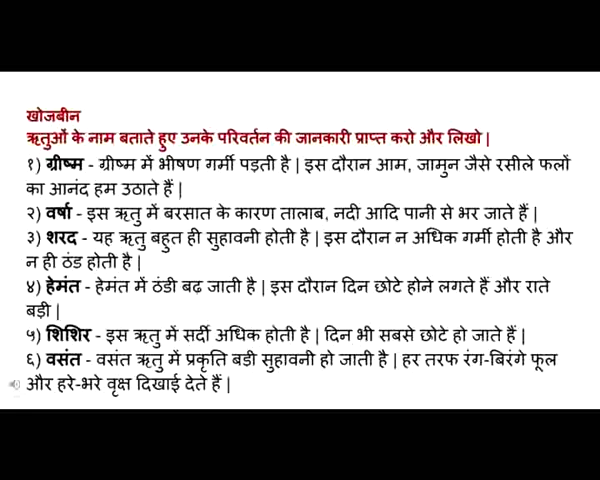 खोजबीन
ऋतुओं के नाम बताते हुए उनके परिवर्तन की जानकारी प्राप्त करो और लिखो |
१) ग्रीष्म - ग्रीष्म में भीषण गर्मी पड़ती है | इस दौरान आम, जामुन जैसे रसीले फलों
का आनंद हम उठाते हैं |
२) वर्षा - इस ऋतु में बरसात के कारण तालाब, नदी आदि पानी से भर जाते हैं |
३) शरद - यह ऋतु बहुत ही सुहावनी होती है | इस दौरान न अधिक गर्मी होती है और
न ही ठंड होती है |
४) हेमंत - हेमंत में ठंडी बढ़ जाती है | इस दौरान दिन छोटे होने लगते हैं और राते
बड़ी |
५) शिशिर - इस ऋतु में सर्दी अधिक होती है | दिन भी सबसे छोटे हो जाते हैं |
६) वसंत - वसंत ऋतु में प्रकृति बडी सुहावनी हो जाती है | हर तरफ रंग-बिरंगे फूल
और हरे-भरे वृक्ष दिखाई देते हैं |